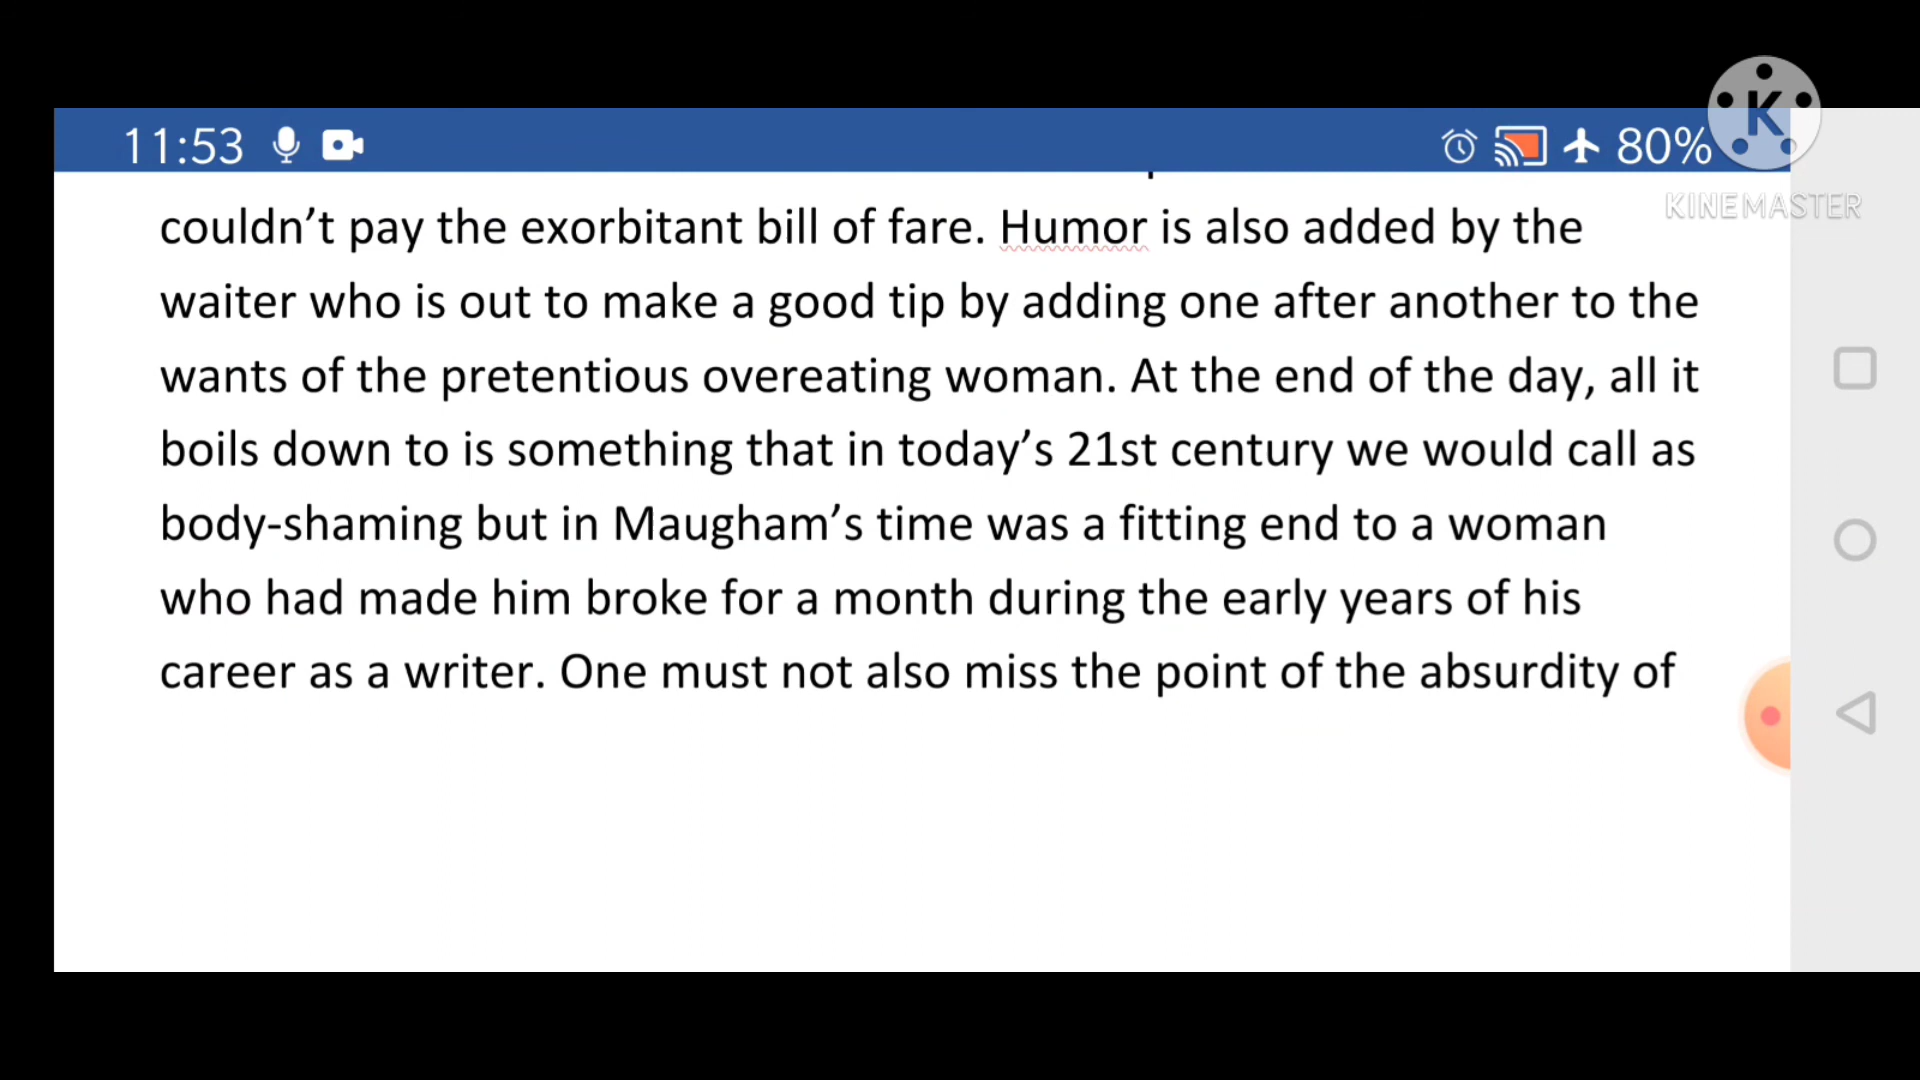 11:53 80%
K
KINEMASTER
couldn’t pay the exorbitant bill of fare. Humor is also added by the
waiter who is out to make a good tip by adding one after another to the
wants of the pretentious overeating woman. At the end of the day, all it
boils down to is something that in today’s 21st century we would call as
body-shaming but in Maugham’s time was a fitting end to a woman
who had made him broke for a month during the early years of his
career as a writer. One must not also miss the point of the absurdity of